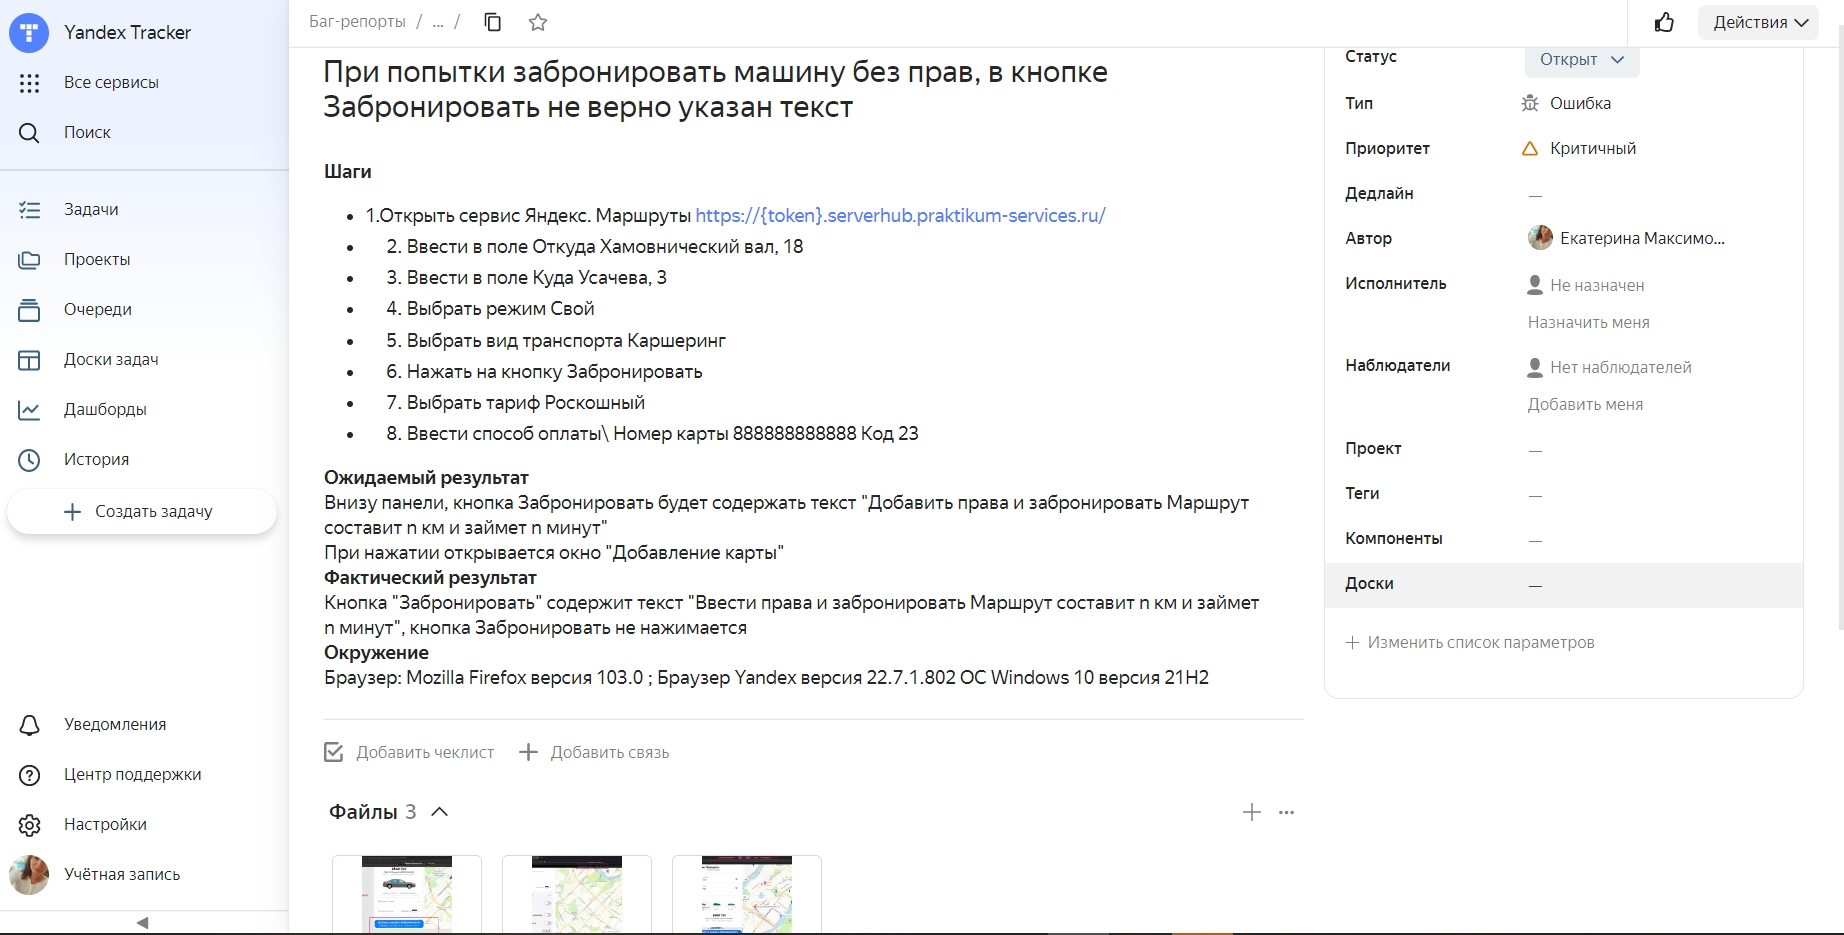 Yandex Tracker
Все сервисы
Поиск
Задачи
Проекты
Очереди
Доски задач
Дашборды
История
Создать задачу
Уведомления
Центр поддержки
Настройки
Учётная запись
Баг-репорты / ... /
Действия
При попытки забронировать машину без прав, в кнопке
Забронировать не верно указан текст
Шаги
1.Открыть сервис Яндекс. Маршруты https://{token}.serverhub.praktikum-services.ru/
2. Ввести в поле Откуда Хамовнический вал, 18
3. Ввести в поле Куда Усачева, 3
4. Выбрать режим Свой
5. Выбрать вид транспорта Каршеринг
6. Нажать на кнопку Забронировать
7. Выбрать тариф Роскошный
8. Ввести способ оплаты\ Номер карты 888888888888 Код 23
Ожидаемый результат
Внизу панели, кнопка Забронировать будет содержать текст "Добавить права и забронировать Маршрут
составит n км и займет n минут"
При нажатии открывается окно "Добавление карты"
Фактический результат
Кнопка "Забронировать" содержит текст "Ввести права и забронировать Маршрут составит n км и займет
n минут", кнопка Забронировать не нажимается
Окружение
Браузер: Mozilla Firefox версия 103.0 ; Браузер Yandex версия 22.7.1.802 ОС Windows 10 версия 21H2
Добавить чеклист
Добавить связь
Файлы 3
Статус Открыт
Тип Ошибка
Приоритет Критичный
Дедлайн —
Автор Екатерина Максимо...
Исполнитель Не назначен
Назначить меня
Наблюдатели Нет наблюдателей
Добавить меня
Проект —
Теги —
Компоненты —
Доски —
Изменить список параметров